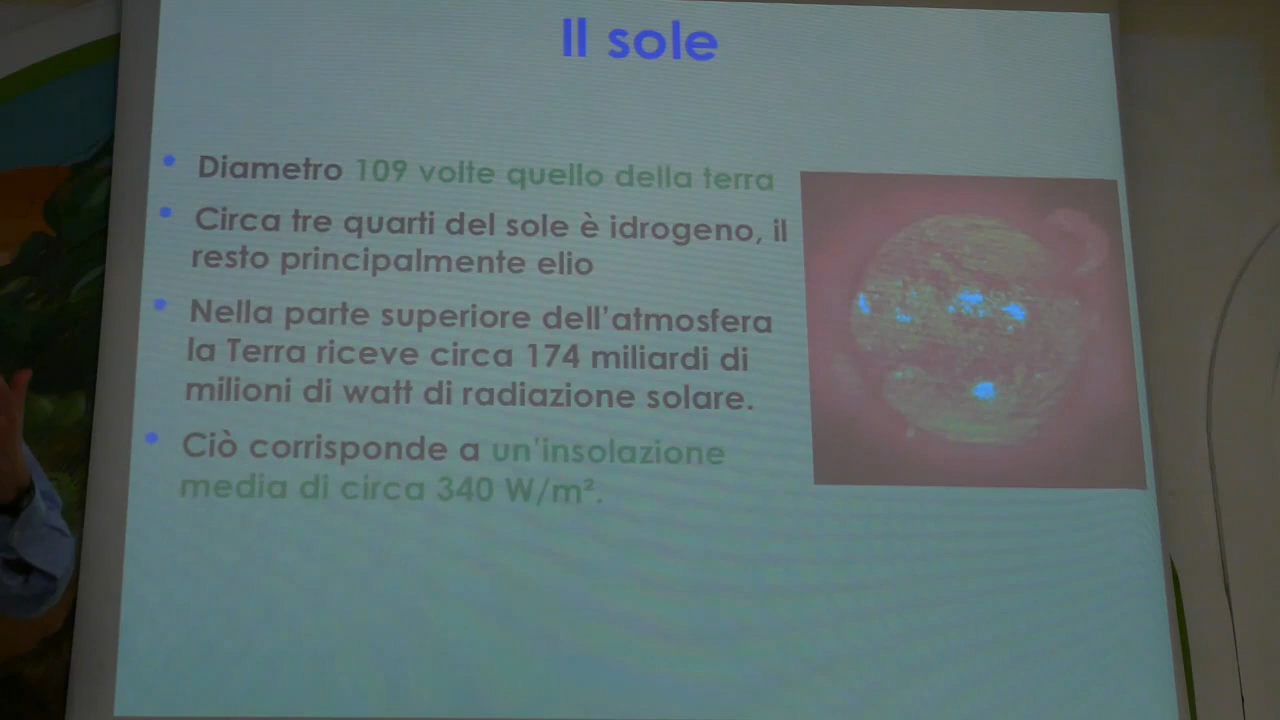 Il sole
• Diametro 109 volte quello della terra
• Circa tre quarti del sole è idrogeno, il
resto principalmente elio
• Nella parte superiore dell'atmosfera
la Terra riceve circa 174 miliardi di
milioni di watt di radiazione solare.
• Ciò corrisponde a un'insolazione
media di circa 340 W/m².